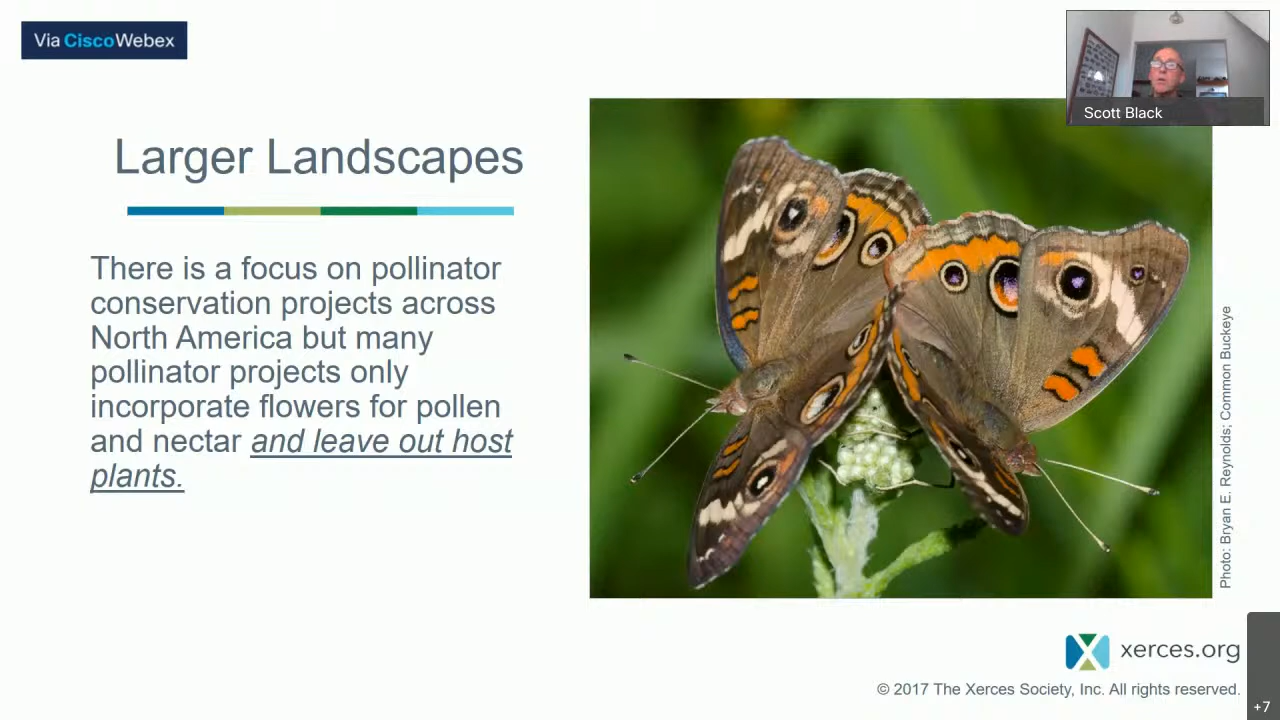 Via CiscoWebex
Scott Black
Larger Landscapes
There is a focus on pollinator
conservation projects across
North America but many
pollinator projects only
incorporate flowers for pollen
and nectar and leave out host
plants.
Photo: Bryan E. Reynolds; Common Buckeye
xerces.org
© 2017 The Xerces Society, Inc. All rights reserved.
+7